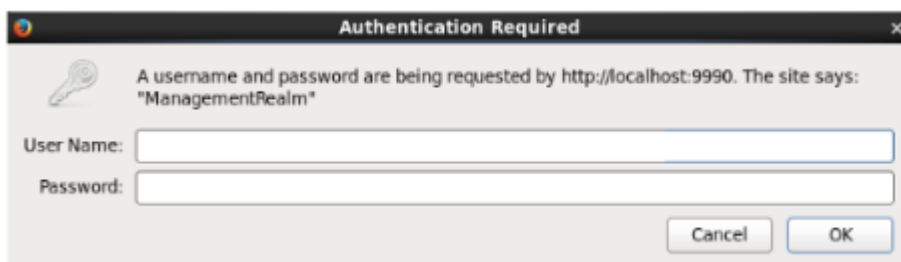 Authentication Required
A username and password are being requested by http://localhost:9990. The site says:
"ManagementRealm"
User Name:
Password:
Cancel OK